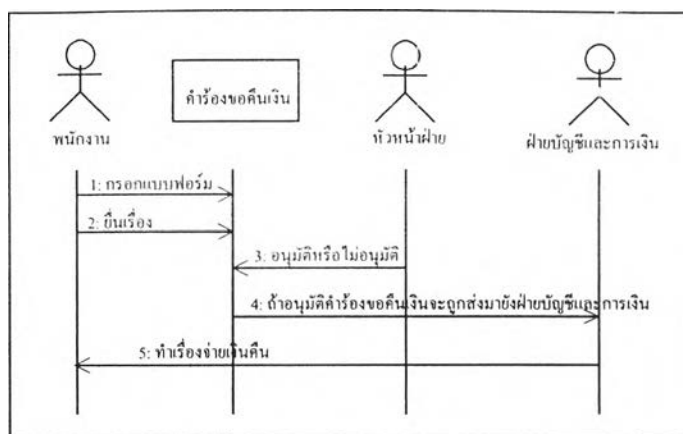 คำร้องขอคืนเงิน
พนักงาน
หัวหน้าฝ่าย
ฝ่ายบัญชีและการเงิน
1: กรอกแบบฟอร์ม
2: ยื่นเรื่อง
3: อนุมัติหรือไม่อนุมัติ
4: ถ้าอนุมัติคำร้องขอคืนเงินจะถูกส่งมายังฝ่ายบัญชีและการเงิน
5: ทำเรื่องจ่ายเงินคืน